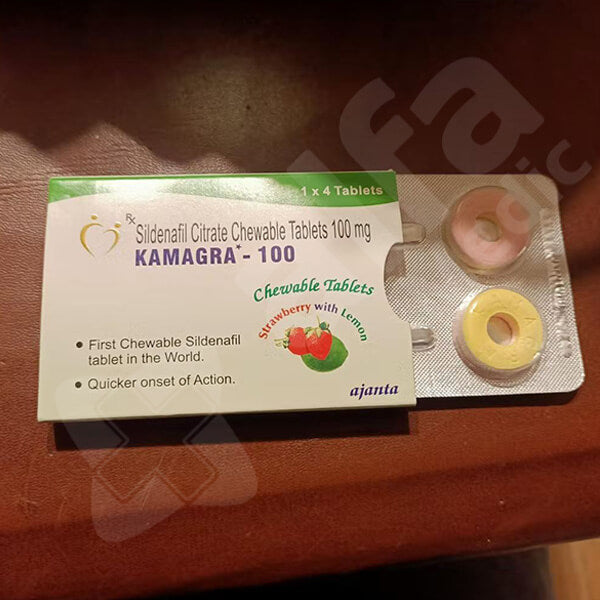 1 x 4 Tablets
Rx Sildenafil Citrate Chewable Tablets 100 mg
KAMAGRA* - 100
Chewable Tablets
Strawberry with Lemon
• First Chewable Sildenafil
tablet in the World.
• Quicker onset of Action.
ajanta